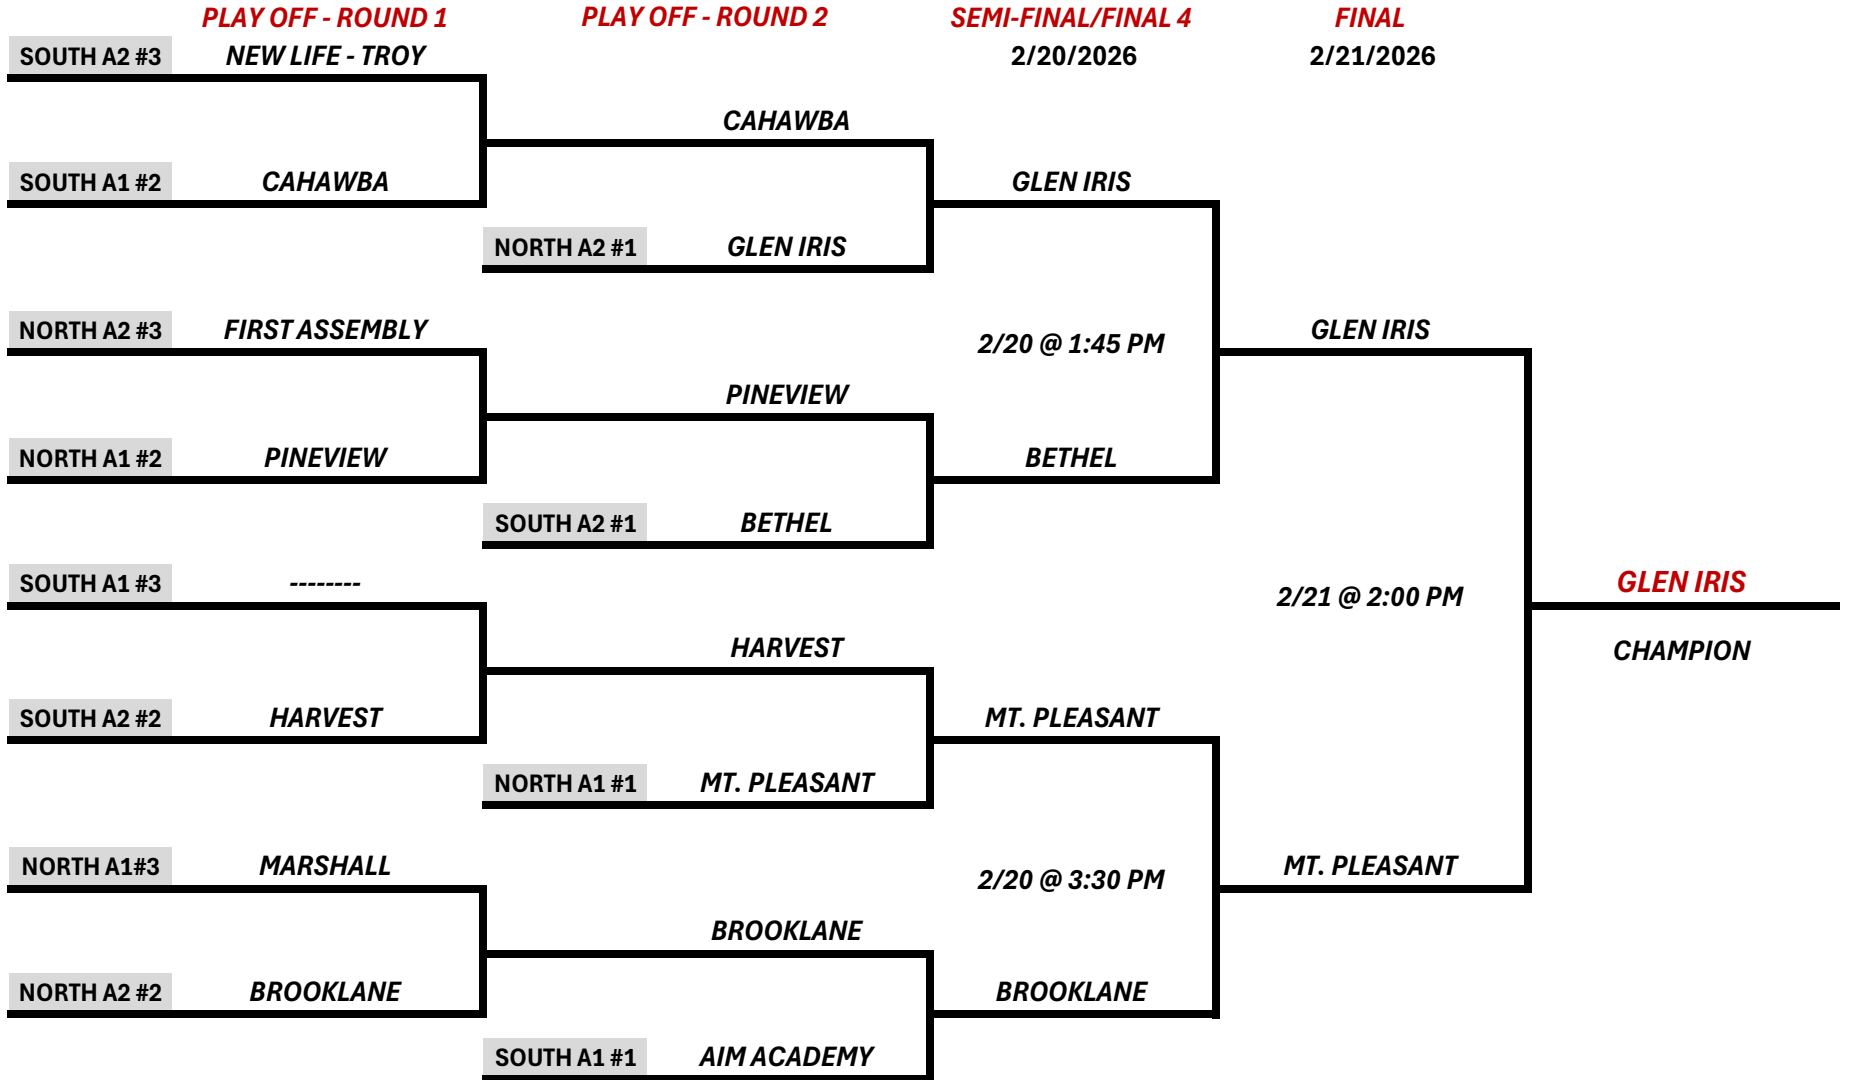 PLAY OFF - ROUND 1 PLAY OFF - ROUND 2 SEMI-FINAL/FINAL 4 FINAL
SOUTH A2 #3 NEW LIFE - TROY 2/20/2026 2/21/2026
CAHAWBA
SOUTH A1 #2 CAHAWBA GLEN IRIS
NORTH A2 #1 GLEN IRIS
NORTH A2 #3 FIRST ASSEMBLY GLEN IRIS
2/20 @ 1:45 PM
PINEVIEW
NORTH A1 #2 PINEVIEW BETHEL
SOUTH A2 #1 BETHEL
SOUTH A1 #3 -------- GLEN IRIS
2/21 @ 2:00 PM
HARVEST CHAMPION
SOUTH A2 #2 HARVEST MT. PLEASANT
NORTH A1 #1 MT. PLEASANT
NORTH A1#3 MARSHALL MT. PLEASANT
2/20 @ 3:30 PM
BROOKLANE
NORTH A2 #2 BROOKLANE BROOKLANE
SOUTH A1 #1 AIM ACADEMY